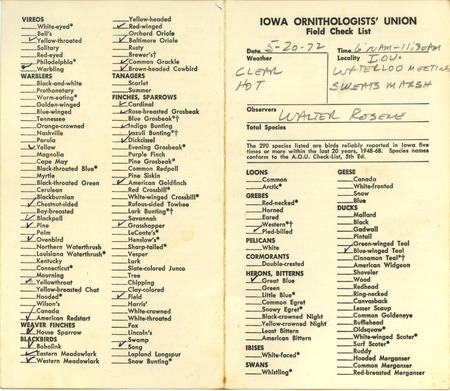 VIREOS
White-eyed*
Bell's
Yellow-throated
Solitary
Red-eyed
Philadelphia*
Warbling
WARBLERS
Black-and-white
Prothonotary
Worm-eating*
Golden-winged
Blue-winged
Tennessee
Orange-crowned
Nashville
Parula
Yellow
Magnolia
Cape May
Black-throated Blue*
Myrtle
Black-throated Green
Cerulean
Blackburnian
Chestnut-sided
Bay-breasted
Blackpoll
Pine
Palm
Ovenbird
Northern Waterthrush
Louisiana Waterthrush*
Kentucky
Connecticut*
Mourning
Yellowthroat
Yellow-breasted Chat
Hooded*
Wilson's
Canada
American Redstart
WEAVER FINCHES
House Sparrow
BLACKBIRDS
Bobolink
Eastern Meadowlark
Western Meadowlark
Yellow-headed
Red-winged
Orchard Oriole
Baltimore Oriole
Rusty
Brewer's†
Common Grackle
Brown-headed Cowbird
TANAGERS
Scarlet
Summer
FINCHES, SPARROWS
Cardinal
Rose-breasted Grosbeak
Blue Grosbeak*†
Indigo Bunting
Lazuli Bunting*†
Dickcissel
Evening Grosbeak*
Purple Finch
Pine Grosbeak*
Common Redpoll
Pine Siskin
American Goldfinch
Red Crossbill*
White-winged Crossbill*
Rufous-sided Towhee
Lark Bunting*†
Savannah
Grasshopper
LeConte's*
Henslow's*
Sharp-tailed*
Vesper
Lark
Slate-colored Junco
Tree
Chipping
Clay-colored
Field
Harris'
White-crowned
White-throated
Fox
Lincoln's
Swamp
Song
Lapland Longspur
Snow Bunting*
IOWA ORNITHOLOGISTS' UNION
Field Check List
Date 5-20-72 Time 6 AM-11:30AM
Weather Locality I.O.U.
CLEAR WATERLOO MEETING
HOT SWEATS MARSH
Observers
WALTER ROSENE
Total Species
The 290 species listed are birds reliably reported in Iowa five
times or more within the last 20 years, 1948-68. Species names
conform to the A.O.U. Check-List, 5th Ed.
LOONS
Common
Arctic*
GREBES
Red-necked*
Horned
Eared
Western*†
Pied-billed
PELICANS
White
CORMORANTS
Double-crested
HERONS, BITTERNS
Great Blue
Green
Little Blue*
Common Egret
Snowy Egret*
Black-crowned Night
Yellow-crowned Night
Least Bittern
American Bittern
IBISES
White-faced*
SWANS
Whistling*
GEESE
Canada
White-fronted
Snow
Blue
DUCKS
Mallard
Black
Gadwall
Pintail
Green-winged Teal
Blue-winged Teal
Cinnamon Teal*†
American Widgeon
Shoveler
Wood
Redhead
Ring-necked
Canvasback
Lesser Scaup
Common Goldeneye
Bufflehead
Oldsquaw*
White-winged Scoter*
Surf Scoter*
Ruddy
Hooded Merganser
Common Merganser
Red-breasted Merganser